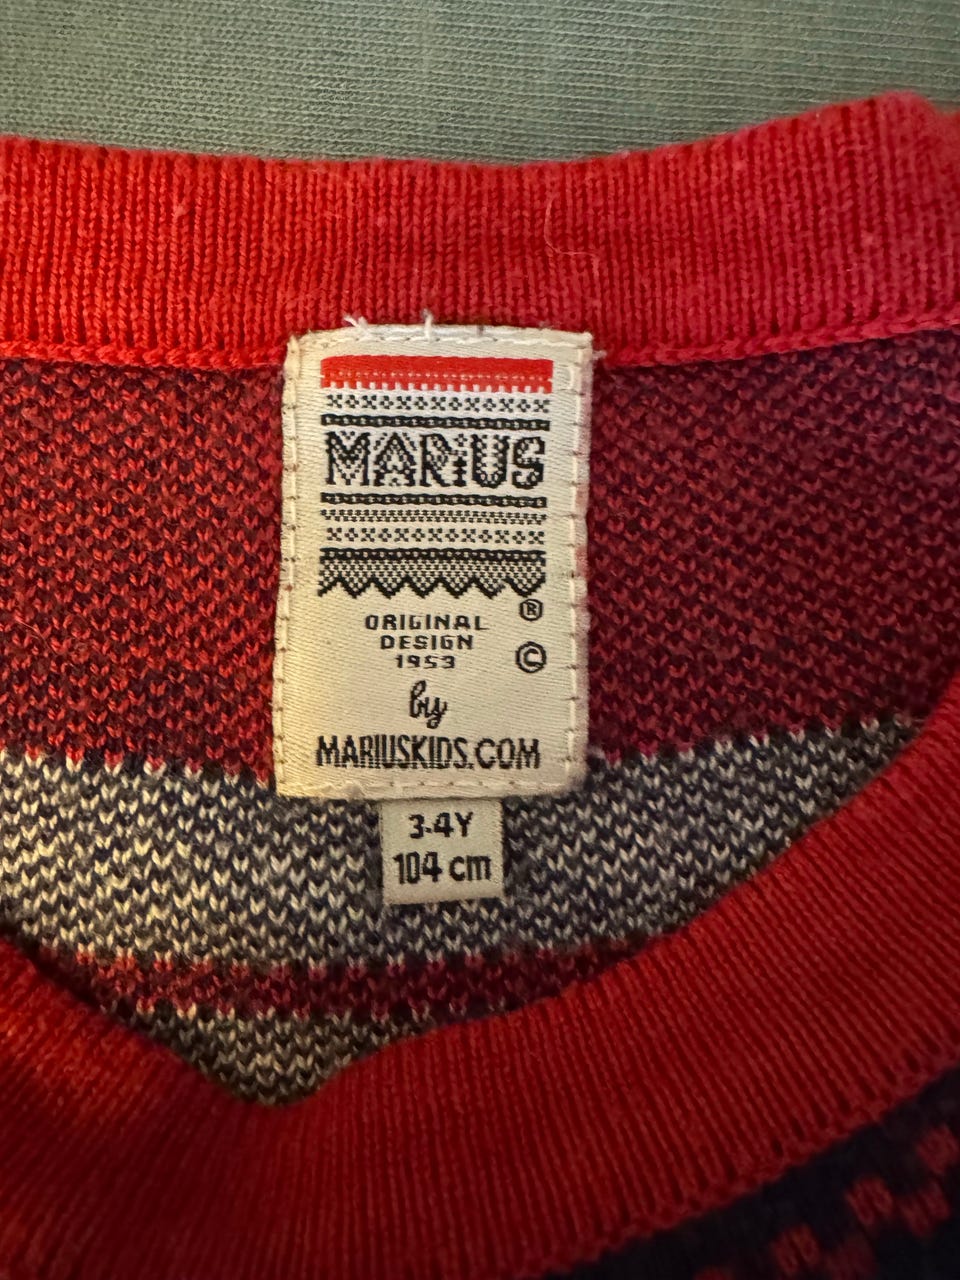 MARiUS
®
ORIGINAL
DESIGN
1953
©
by
MARIUSKIDS.COM
3-4Y
104 cm